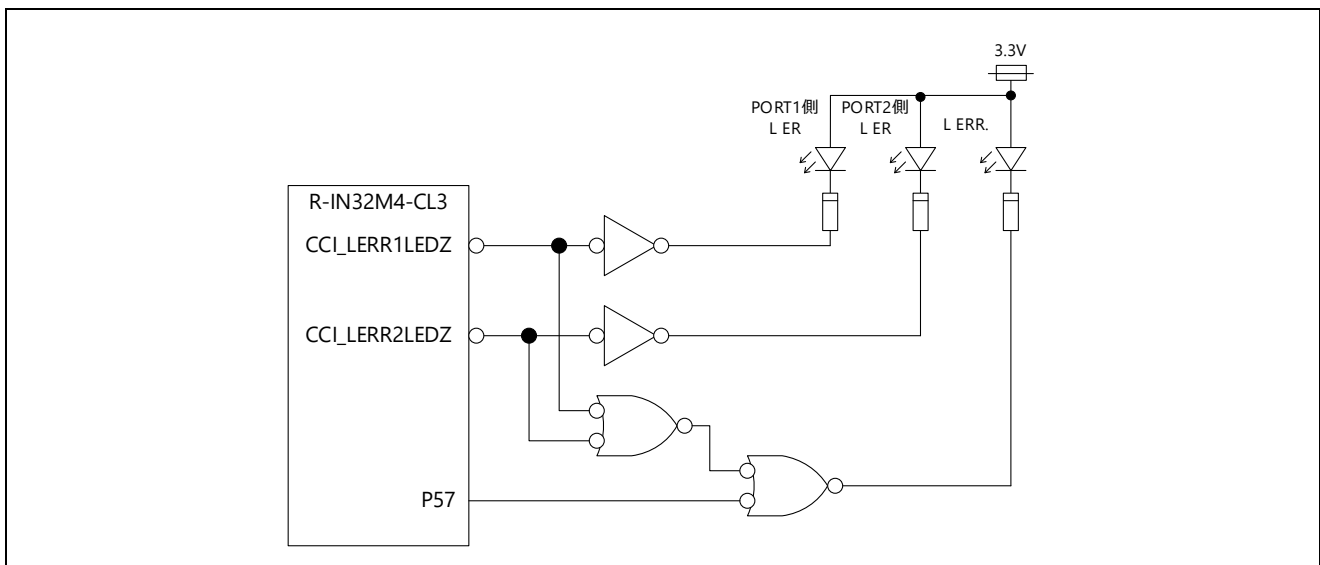 3.3V
PORT1側
L ER
PORT2側
L ER
L ERR.
R-IN32M4-CL3
CCI_LERR1LEDZ
CCI_LERR2LEDZ
P57